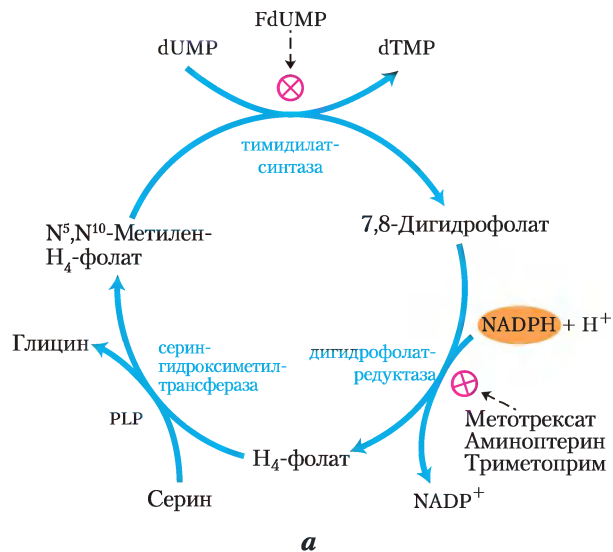 FdUMP
dUMP
dTMP
тимидилат-
синтаза
N⁵,N¹⁰-Метилен-
H₄-фолат
7,8-Дигидрофолат
NADPH + H⁺
Глицин
серин-
гидроксиметил-
трансфераза
дигидрофолат-
редуктаза
PLP
Метотрексат
Аминоптерин
Триметоприм
H₄-фолат
Серин
NADP⁺
а